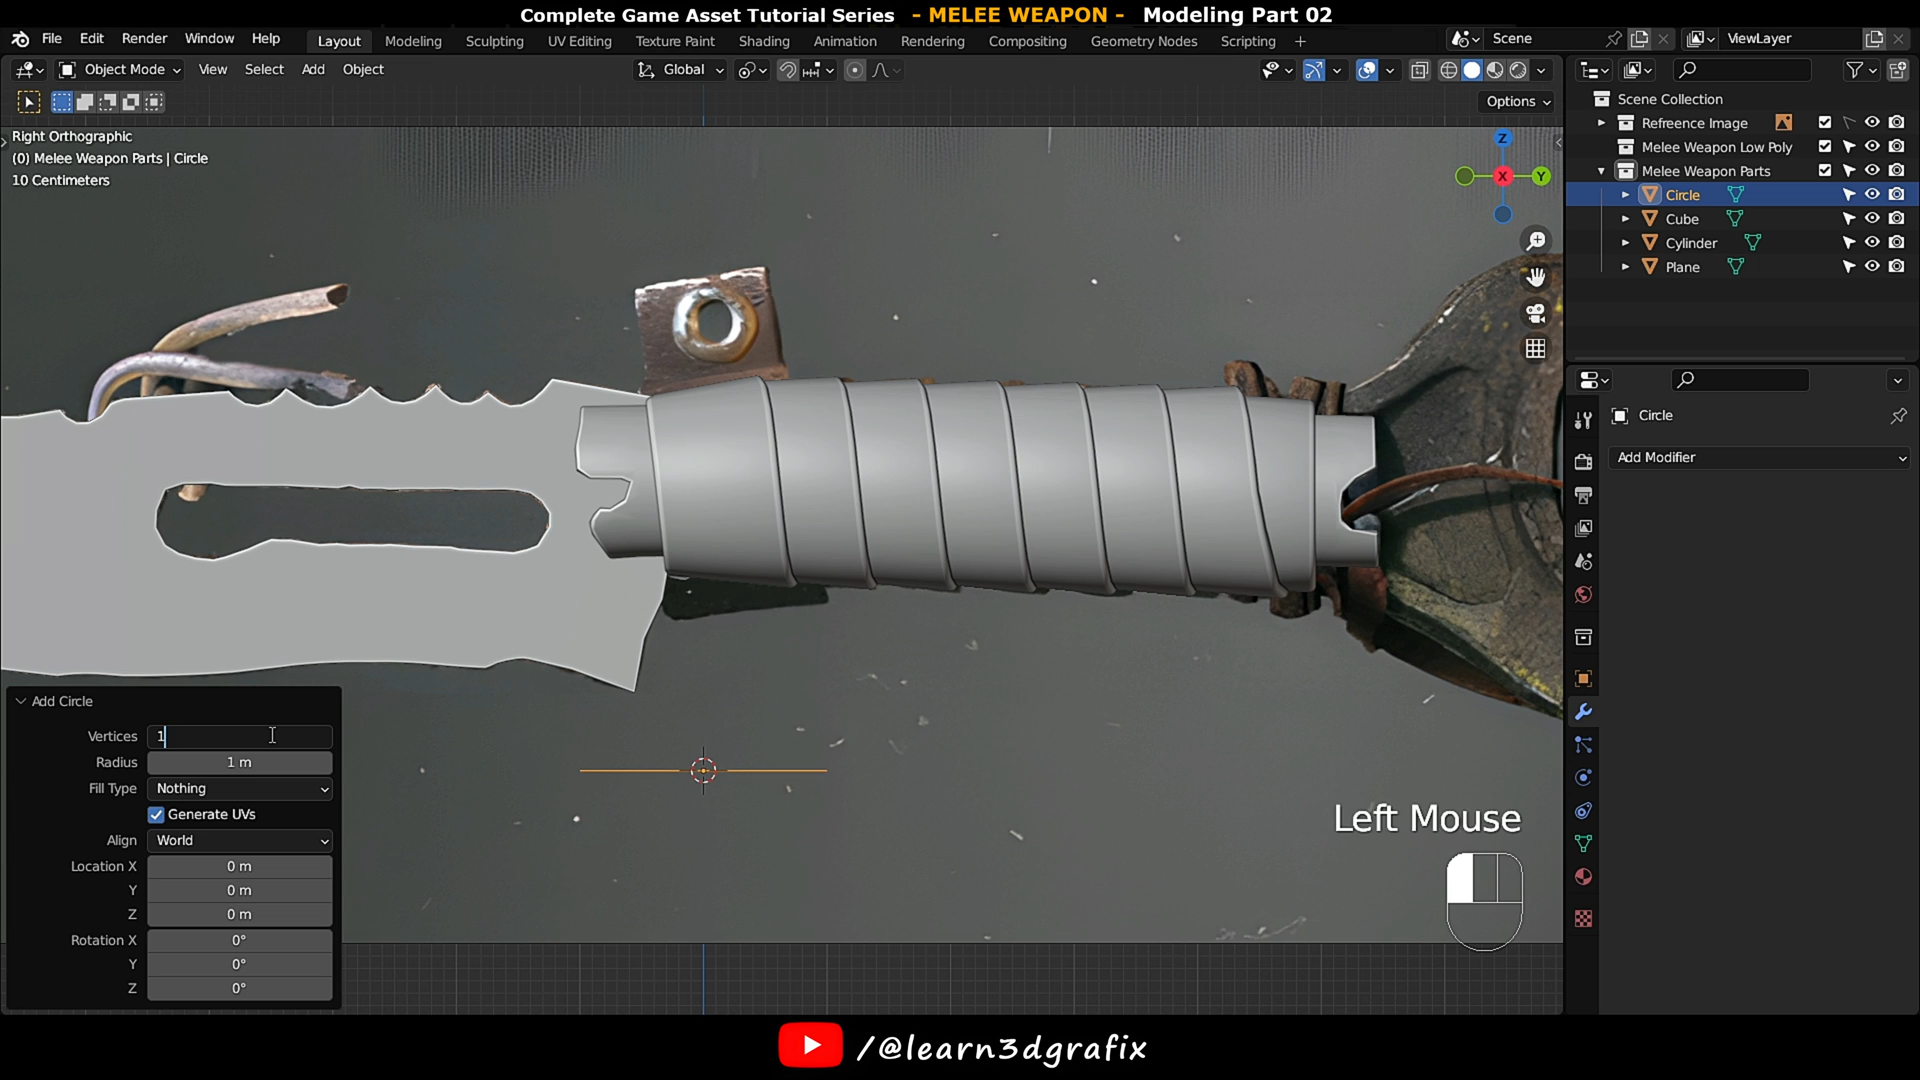 Complete Game Asset Tutorial Series - MELEE WEAPON - Modeling Part 02
File Edit Render Window Help Layout Modeling Sculpting UV Editing Texture Paint Shading Animation Rendering Compositing Geometry Nodes Scripting + Scene ViewLayer
Object Mode View Select Add Object Global
Options
Right Orthographic
(0) Melee Weapon Parts | Circle
10 Centimeters
Z
X
Y
Scene Collection
Refreence Image
Melee Weapon Low Poly
Melee Weapon Parts
Circle
Cube
Cylinder
Plane
Circle
Add Modifier
Add Circle
Vertices 1
Radius 1 m
Fill Type Nothing
Generate UVs
Align World
Location X 0 m
Y 0 m
Z 0 m
Rotation X 0°
Y 0°
Z 0°
Left Mouse
/@learn3dgrafix